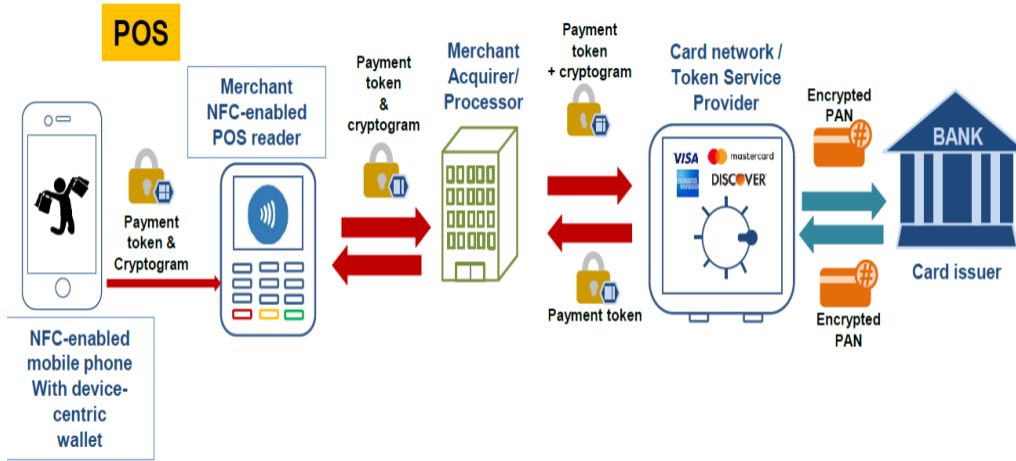 POS
Payment
token &
Cryptogram
NFC-enabled
mobile phone
With device-
centric
wallet
Merchant
NFC-enabled
POS reader
Payment
token
&
cryptogram
Merchant
Acquirer/
Processor
Payment
token
+ cryptogram
Payment token
Card network /
Token Service
Provider
VISA
mastercard
AMERICAN
EXPRESS
DISCOVER
Encrypted
PAN
#
#
Encrypted
PAN
BANK
Card issuer